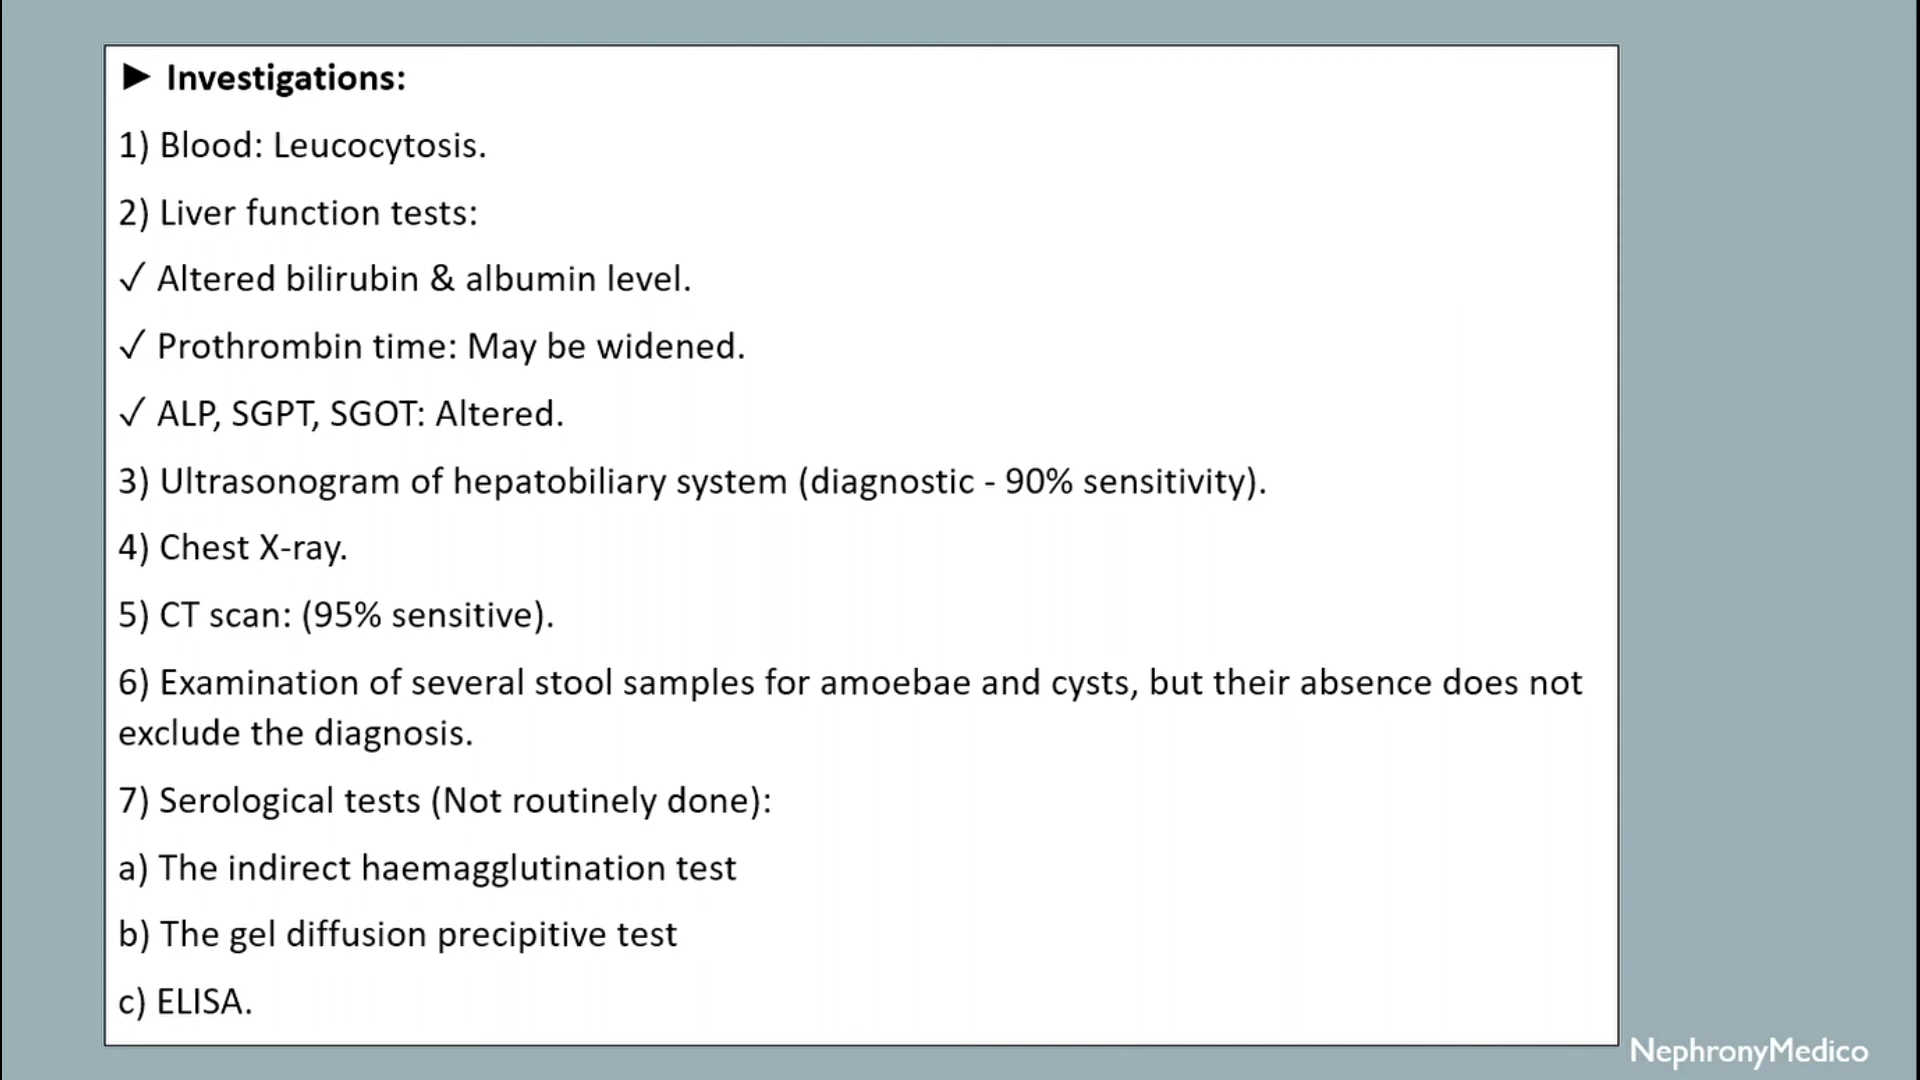 ► Investigations:
1) Blood: Leucocytosis.
2) Liver function tests:
✓ Altered bilirubin & albumin level.
✓ Prothrombin time: May be widened.
✓ ALP, SGPT, SGOT: Altered.
3) Ultrasonogram of hepatobiliary system (diagnostic - 90% sensitivity).
4) Chest X-ray.
5) CT scan: (95% sensitive).
6) Examination of several stool samples for amoebae and cysts, but their absence does not
exclude the diagnosis.
7) Serological tests (Not routinely done):
a) The indirect haemagglutination test
b) The gel diffusion precipitive test
c) ELISA.
NephronyMedico